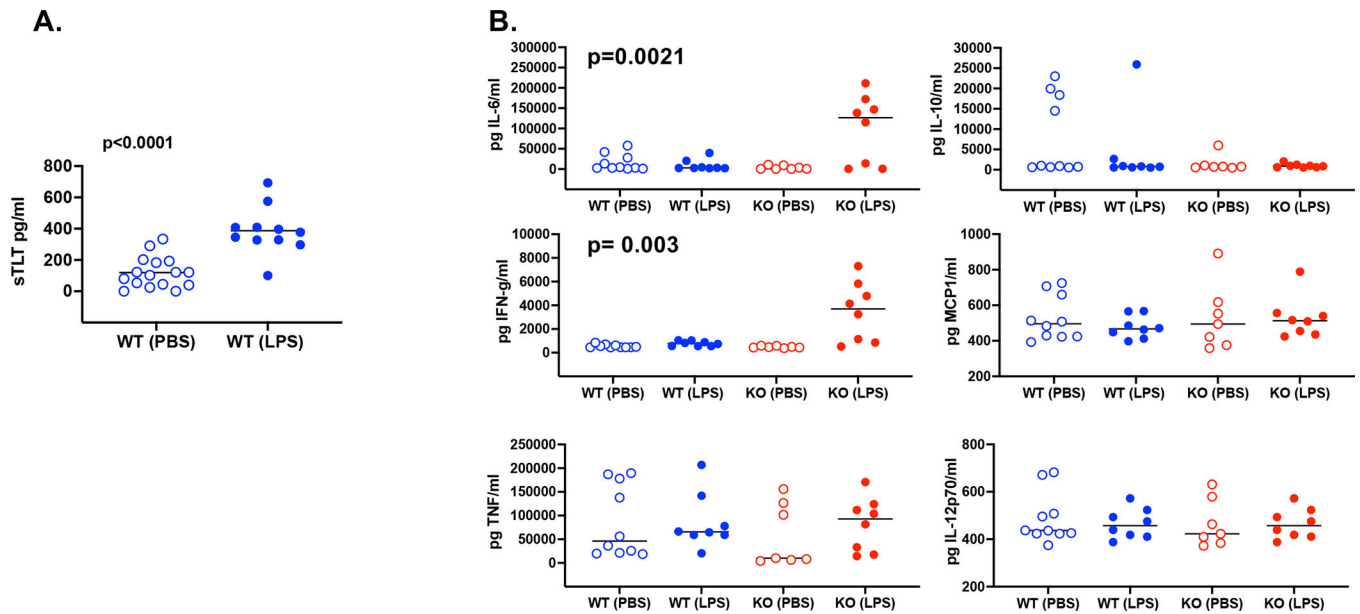 A.
p<0.0001
sTLT pg/ml
800
600
400
200
0
WT (PBS) WT (LPS)
B.
p=0.0021
pg IL-6/ml
300000
250000
200000
150000
100000
50000
0
WT (PBS) WT (LPS) KO (PBS) KO (LPS)
pg IL-10/ml
30000
25000
20000
15000
10000
5000
0
WT (PBS) WT (LPS) KO (PBS) KO (LPS)
p= 0.003
pg IFN-g/ml
10000
8000
6000
4000
2000
0
WT (PBS) WT (LPS) KO (PBS) KO (LPS)
pg MCP1/ml
1000
800
600
400
200
WT (PBS) WT (LPS) KO (PBS) KO (LPS)
pg TNF/ml
250000
200000
150000
100000
50000
0
WT (PBS) WT (LPS) KO (PBS) KO (LPS)
pg IL-12p70/ml
800
600
400
200
WT (PBS) WT (LPS) KO (PBS) KO (LPS)